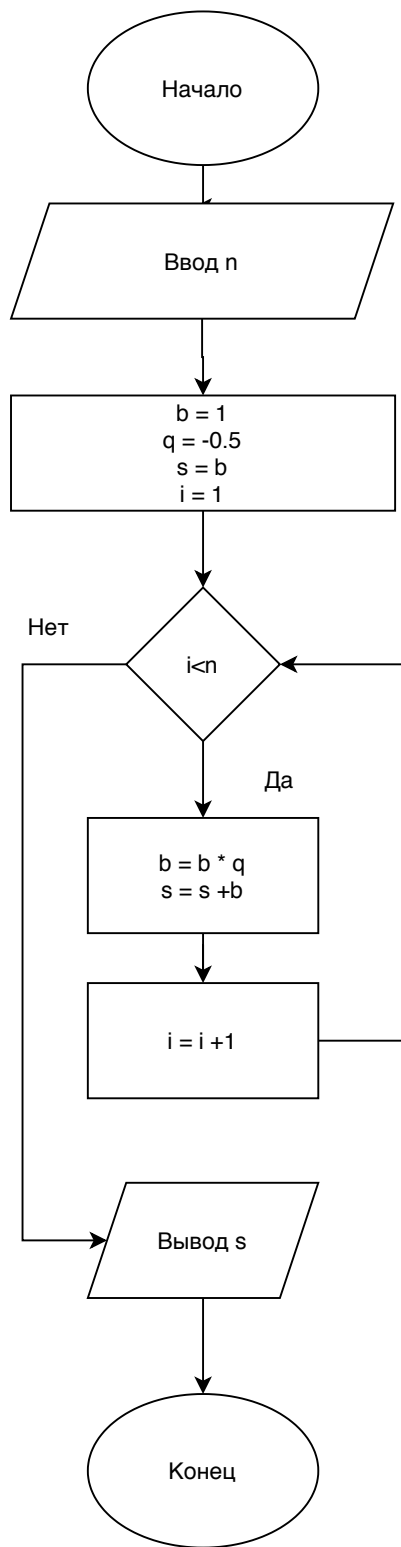 Начало
Ввод n
b = 1
q = -0.5
s = b
i = 1
Нет
i<n
Да
b = b * q
s = s +b
i = i +1
Вывод s
Конец